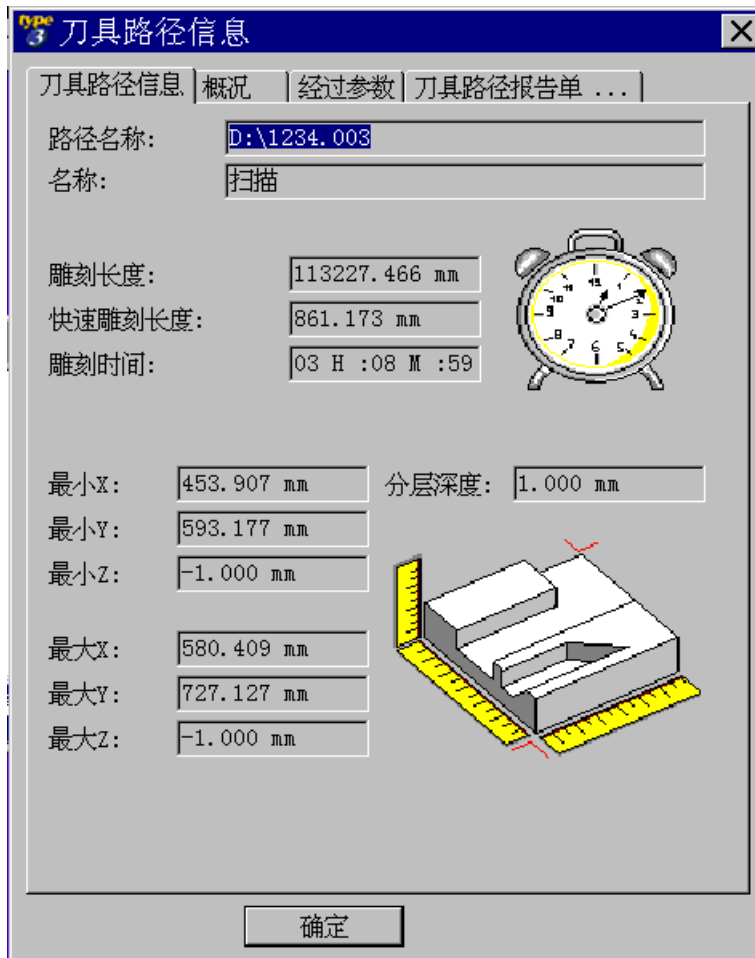 type
3 刀具路径信息
刀具路径信息 概况 经过参数 刀具路径报告单 ...
路径名称: D:\1234.003
名称: 扫描
雕刻长度: 113227.466 mm
快速雕刻长度: 861.173 mm
雕刻时间: 03 H :08 M :59
最小X: 453.907 mm 分层深度: 1.000 mm
最小Y: 593.177 mm
最小Z: -1.000 mm
最大X: 580.409 mm
最大Y: 727.127 mm
最大Z: -1.000 mm
确定